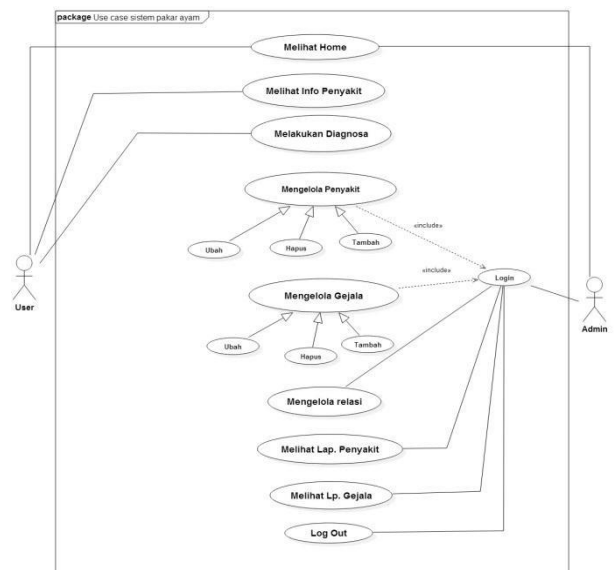 package Use case sistem pakar ayam
Melihat Home
Melihat Info Penyakit
Melakukan Diagnosa
Mengelola Penyakit
Ubah
Hapus
Tambah
«include»
«include»
Login
User
Admin
Mengelola Gejala
Ubah
Hapus
Tambah
Mengelola relasi
Melihat Lap. Penyakit
Melihat Lp. Gejala
Log Out